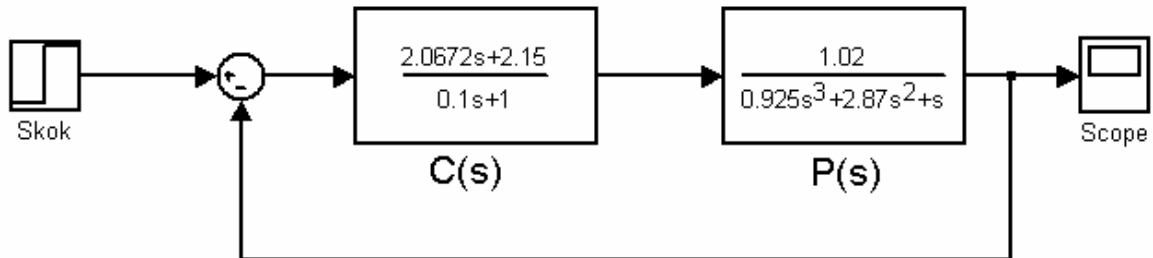 2.0672s+2.15
0.1s+1
1.02
0.925s³+2.87s²+s
+
-
Skok
C(s)
P(s)
Scope